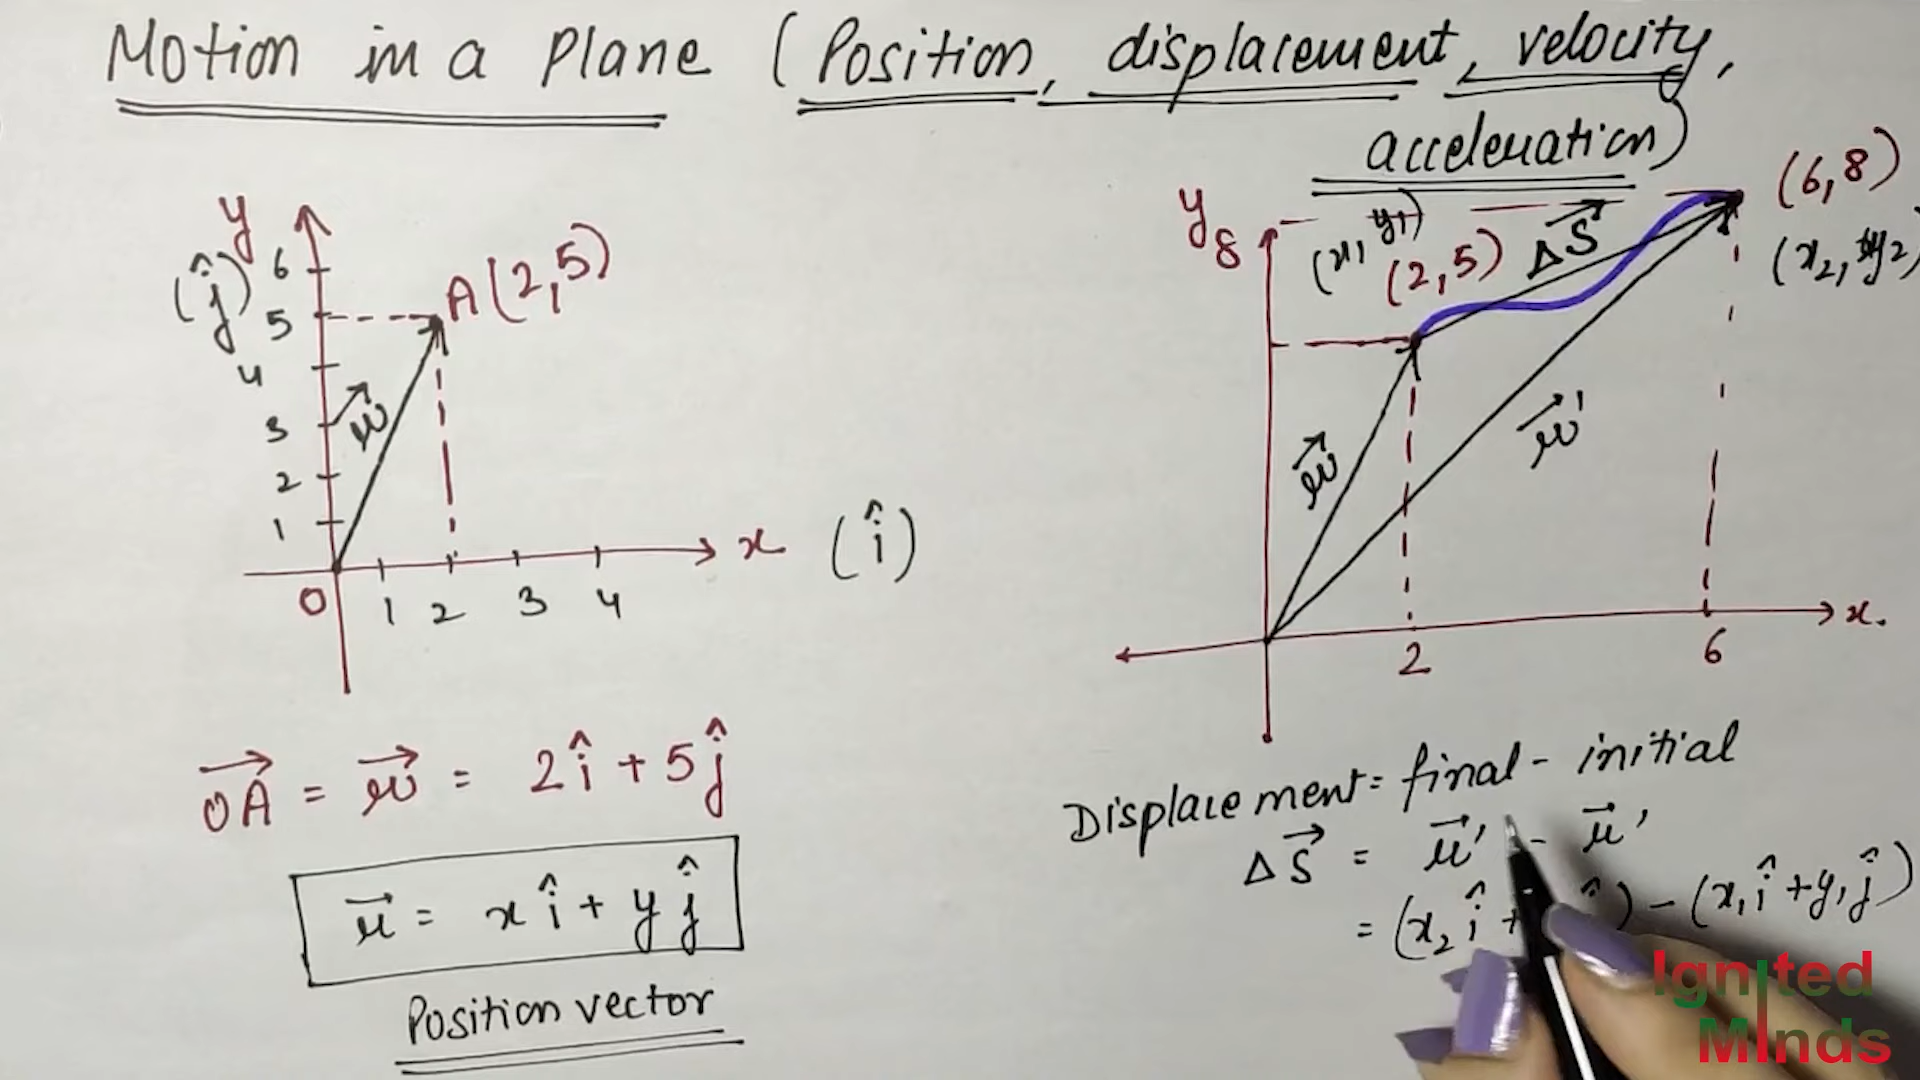 Motion in a plane (Position, displacement, velocity,
acceleration)
y
(ĵ)
6
5
4
3
2
1
A(2,5)
r⃗
O
1 2 3 4
x
(î)
OA⃗ = r⃗ = 2î + 5ĵ
r⃗ = xî + yĵ
Position vector
y
8
(x1, y1)
(2,5)
Δs⃗
(6,8)
(x2, y2)
r⃗
r⃗'
2
6
x.
Displacement = final - initial
Δs⃗ = r⃗' - r⃗'
= (x2î + ĵ) - (x1î + y1ĵ)
Ignited
Minds